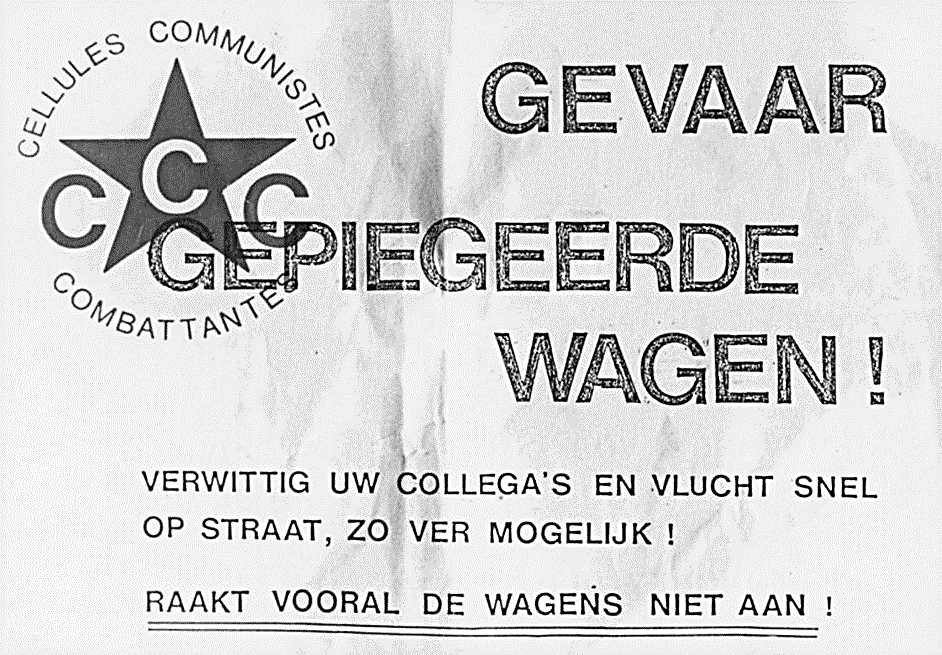 CELLULES COMMUNISTES
CCC
COMBATTANTES
GEVAAR
GEPIEGEERDE
WAGEN !
VERWITTIG UW COLLEGA'S EN VLUCHT SNEL
OP STRAAT, ZO VER MOGELIJK !
RAAKT VOORAL DE WAGENS NIET AAN !